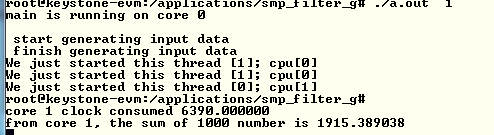 root@keystone-evm:/applications/smp_filter_g# ./a.out 1
main is running on core 0
start generating input data
finish generating input data
We just started this thread [1]; cpu[0]
We just started this thread [1]; cpu[0]
We just started this thread [0]; cpu[1]
root@keystone-evm:/applications/smp_filter_g#
core 1 clock consumed 6390.000000
from core 1, the sum of 1000 number is 1915.389038